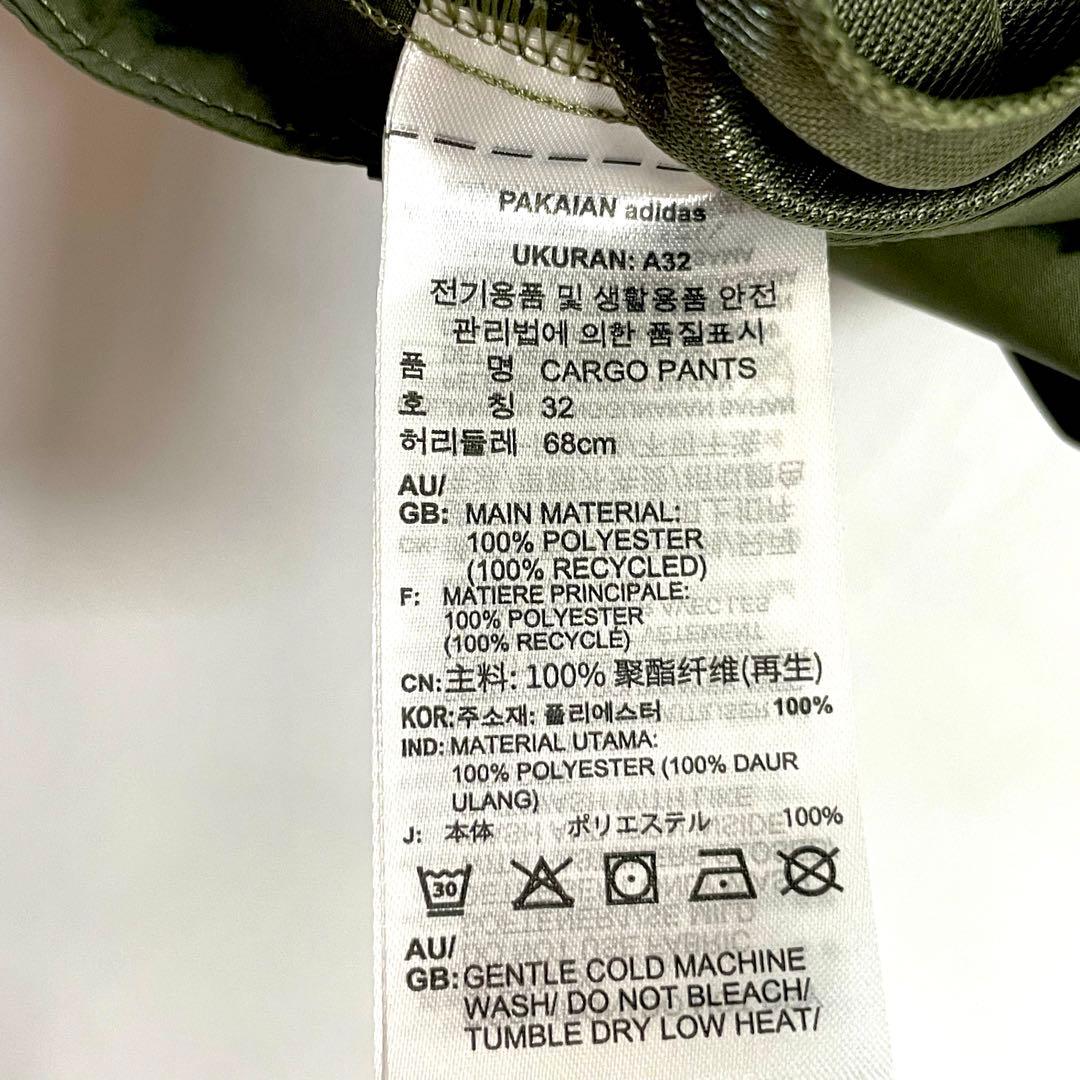 PAKAIAN adidas
UKURAN: A32
전기용품 및 생활용품 안전
관리법에 의한 품질표시
품 명 CARGO PANTS
호 칭 32
허리둘레 68cm
AU/
GB: MAIN MATERIAL:
100% POLYESTER
(100% RECYCLED)
F: MATIERE PRINCIPALE:
100% POLYESTER
(100% RECYCLÉ)
CN: 主料: 100% 聚酯纤维(再生)
KOR: 주소재: 폴리에스터 100%
IND: MATERIAL UTAMA:
100% POLYESTER (100% DAUR
ULANG)
J: 本体 ポリエステル 100%
30
AU/
GB: GENTLE COLD MACHINE
WASH/ DO NOT BLEACH/
TUMBLE DRY LOW HEAT/